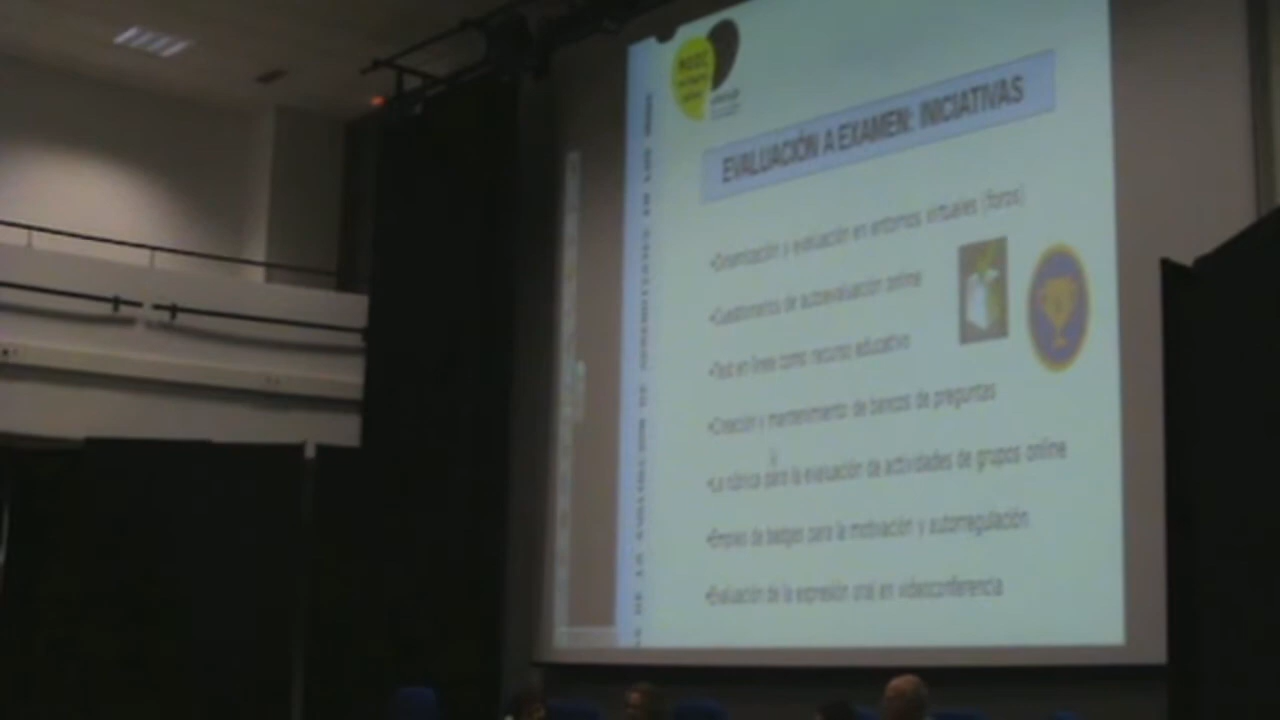 EVALUACIÓN A EXAMEN: INICIATIVAS
•Dinamización y evaluación en entornos virtuales (foros)
•Cuestionarios de autoevaluación online
•Test en línea como recurso educativo
•Creación y mantenimiento de bancos de preguntas
•La rúbrica para la evaluación de actividades de grupos online
•Empleo de badges para la motivación y autorregulación
•Evaluación de la expresión oral en videoconferencia